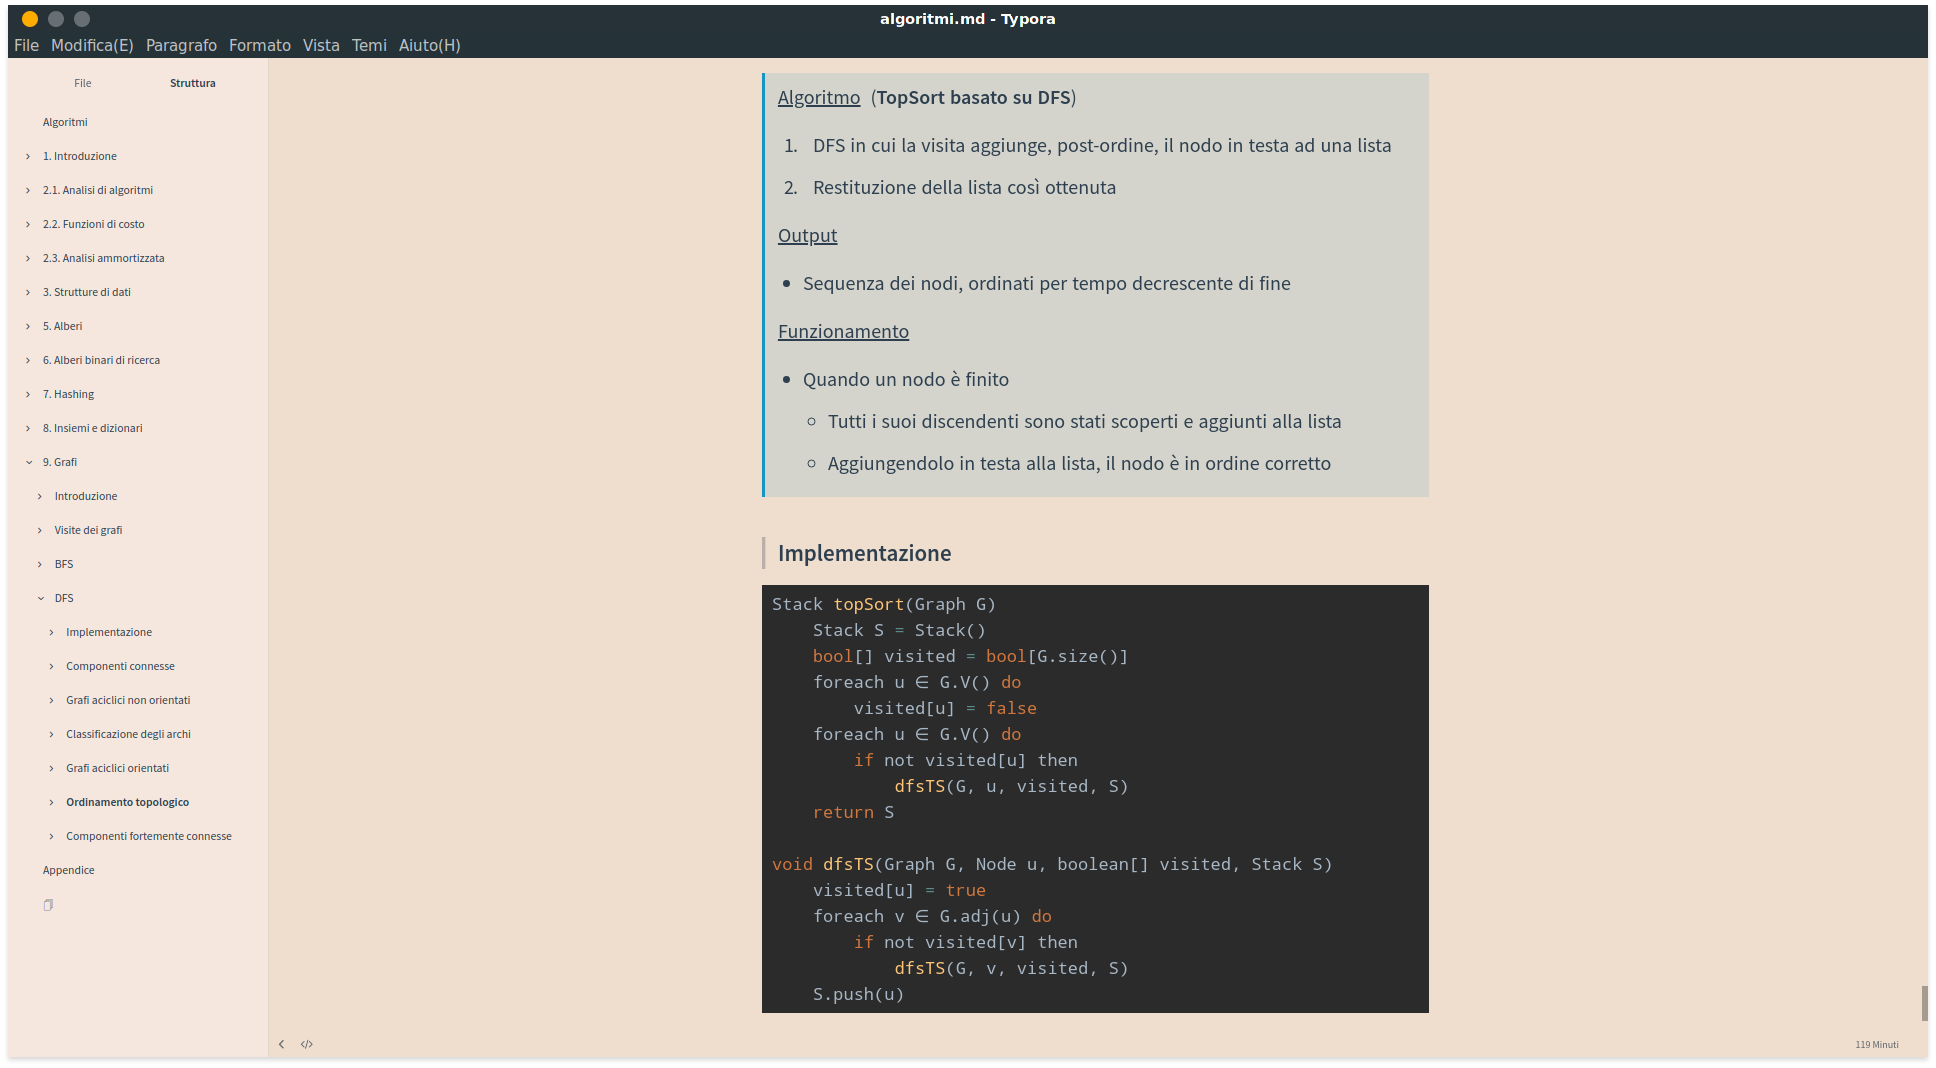 algoritmi.md - Typora
File Modifica(E) Paragrafo Formato Vista Temi Aiuto(H)
File Struttura
Algoritmi
1. Introduzione
2.1. Analisi di algoritmi
2.2. Funzioni di costo
2.3. Analisi ammortizzata
3. Strutture di dati
5. Alberi
6. Alberi binari di ricerca
7. Hashing
8. Insiemi e dizionari
9. Grafi
Introduzione
Visite dei grafi
BFS
DFS
Implementazione
Componenti connesse
Grafi aciclici non orientati
Classificazione degli archi
Grafi aciclici orientati
Ordinamento topologico
Componenti fortemente connesse
Appendice
Algoritmo (TopSort basato su DFS)
1. DFS in cui la visita aggiunge, post-ordine, il nodo in testa ad una lista
2. Restituzione della lista così ottenuta
Output
• Sequenza dei nodi, ordinati per tempo decrescente di fine
Funzionamento
• Quando un nodo è finito
◦ Tutti i suoi discendenti sono stati scoperti e aggiunti alla lista
◦ Aggiungendolo in testa alla lista, il nodo è in ordine corretto
Implementazione
Stack topSort(Graph G)
    Stack S = Stack()
    bool[] visited = bool[G.size()]
    foreach u ∈ G.V() do
        visited[u] = false
    foreach u ∈ G.V() do
        if not visited[u] then
            dfsTS(G, u, visited, S)
    return S
void dfsTS(Graph G, Node u, boolean[] visited, Stack S)
    visited[u] = true
    foreach v ∈ G.adj(u) do
        if not visited[v] then
            dfsTS(G, v, visited, S)
    S.push(u)
</> 119 Minuti